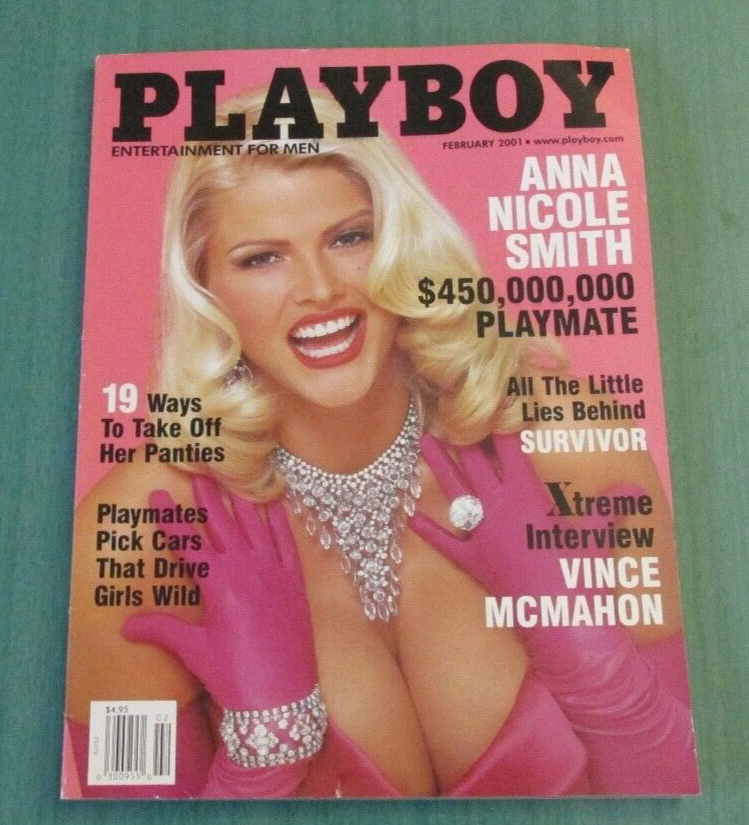 PLAYBOY
ENTERTAINMENT FOR MEN
FEBRUARY 2001 • www.playboy.com
ANNA
NICOLE
SMITH
$450,000,000
PLAYMATE
19 Ways
To Take Off
Her Panties
All The Little
Lies Behind
SURVIVOR
Playmates
Pick Cars
That Drive
Girls Wild
Xtreme
Interview
VINCE
MCMAHON
$4.95
02